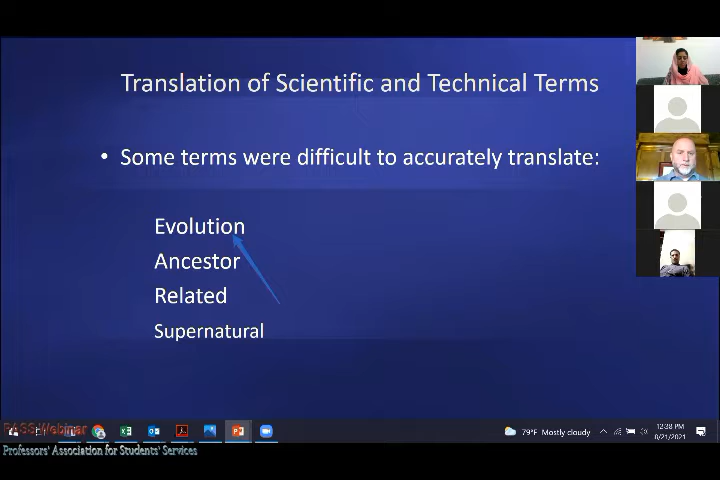 Translation of Scientific and Technical Terms
• Some terms were difficult to accurately translate:
Evolution
Ancestor
Related
Supernatural
PASS Webinar
79°F Mostly cloudy
12:38 PM
8/21/2021
Professors' Association for Students' Services